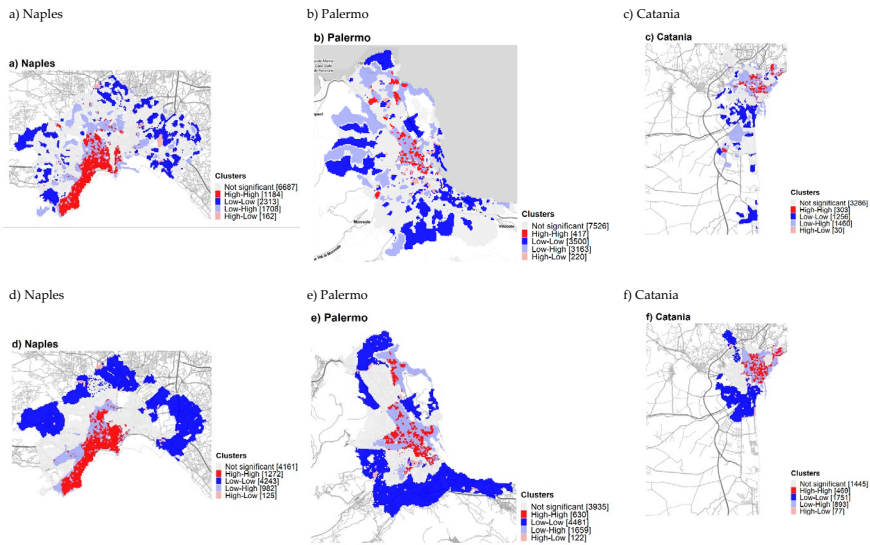 a) Naples
b) Palermo
c) Catania
a) Naples
b) Palermo
c) Catania
Clusters
Not significant [6687]
High-High [1184]
Low-Low [2313]
Low-High [1708]
High-Low [162]
Monreale
Villabate
Clusters
Not significant [7526]
High-High [417]
Low-Low [3500]
Low-High [3163]
High-Low [220]
Clusters
Not significant [3286]
High-High [303]
Low-Low [1256]
Low-High [1460]
High-Low [30]
d) Naples
e) Palermo
f) Catania
d) Naples
e) Palermo
f) Catania
Clusters
Not significant [4161]
High-High [1272]
Low-Low [4243]
Low-High [982]
High-Low [125]
Clusters
Not significant [3935]
High-High [630]
Low-Low [4461]
Low-High [1659]
High-Low [122]
Clusters
Not significant [1445]
High-High [469]
Low-Low [751]
Low-High [893]
High-Low [77]